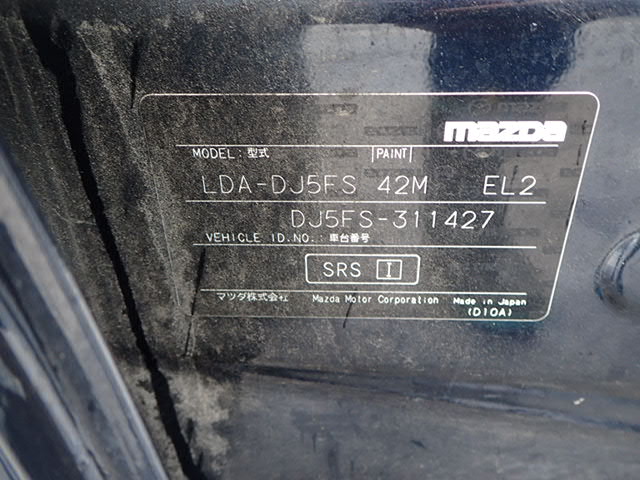 mazda
MODEL:型式 PAINT
LDA-DJ5FS 42M EL2
DJ5FS-311427
VEHICLE ID.NO.:車台番号
SRS I
マツダ株式会社 Mazda Motor Corporation Made in Japan
(D10A)